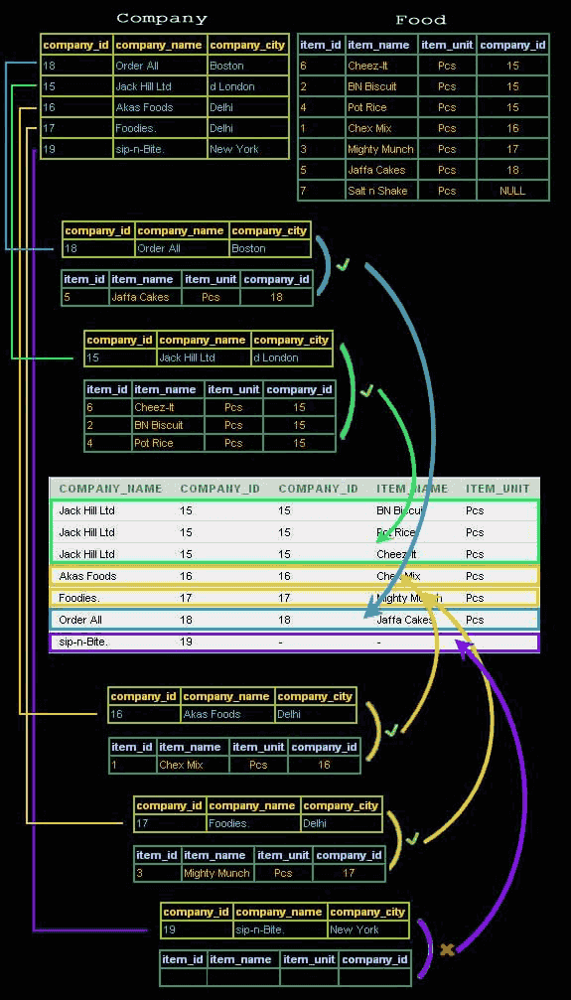 Company Food
company_id company_name company_city
18 Order All Boston
15 Jack Hill Ltd d London
16 Akas Foods Delhi
17 Foodies. Delhi
19 sip-n-Bite. New York
item_id item_name item_unit company_id
6 Cheez-It Pcs 15
2 BN Biscuit Pcs 15
4 Pot Rice Pcs 15
1 Chex Mix Pcs 16
3 Mighty Munch Pcs 17
5 Jaffa Cakes Pcs 18
7 Salt n Shake Pcs NULL
company_id company_name company_city
18 Order All Boston
item_id item_name item_unit company_id
5 Jaffa Cakes Pcs 18
company_id company_name company_city
15 Jack Hill Ltd d London
item_id item_name item_unit company_id
6 Cheez-It Pcs 15
2 BN Biscuit Pcs 15
4 Pot Rice Pcs 15
COMPANY_NAME COMPANY_ID COMPANY_ID ITEM_NAME ITEM_UNIT
Jack Hill Ltd 15 15 BN Biscuit Pcs
Jack Hill Ltd 15 15 Pot Rice Pcs
Jack Hill Ltd 15 15 Cheez-It Pcs
Akas Foods 16 16 Chex Mix Pcs
Foodies. 17 17 Mighty Munch Pcs
Order All 18 18 Jaffa Cakes Pcs
sip-n-Bite. 19 - -
company_id company_name company_city
16 Akas Foods Delhi
item_id item_name item_unit company_id
1 Chex Mix Pcs 16
company_id company_name company_city
17 Foodies. Delhi
item_id item_name item_unit company_id
3 Mighty Munch Pcs 17
company_id company_name company_city
19 sip-n-Bite. New York
item_id item_name item_unit company_id